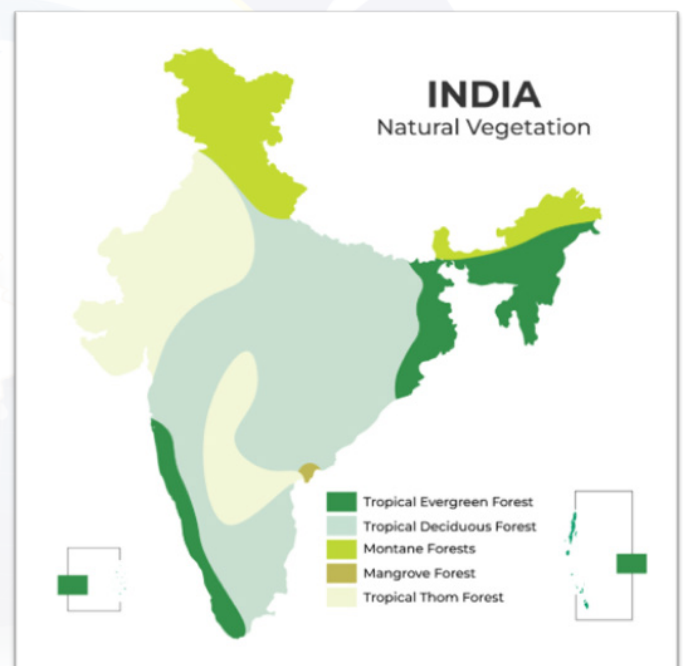 INDIA
Natural Vegetation
Tropical Evergreen Forest
Tropical Deciduous Forest
Montane Forests
Mangrove Forest
Tropical Thom Forest